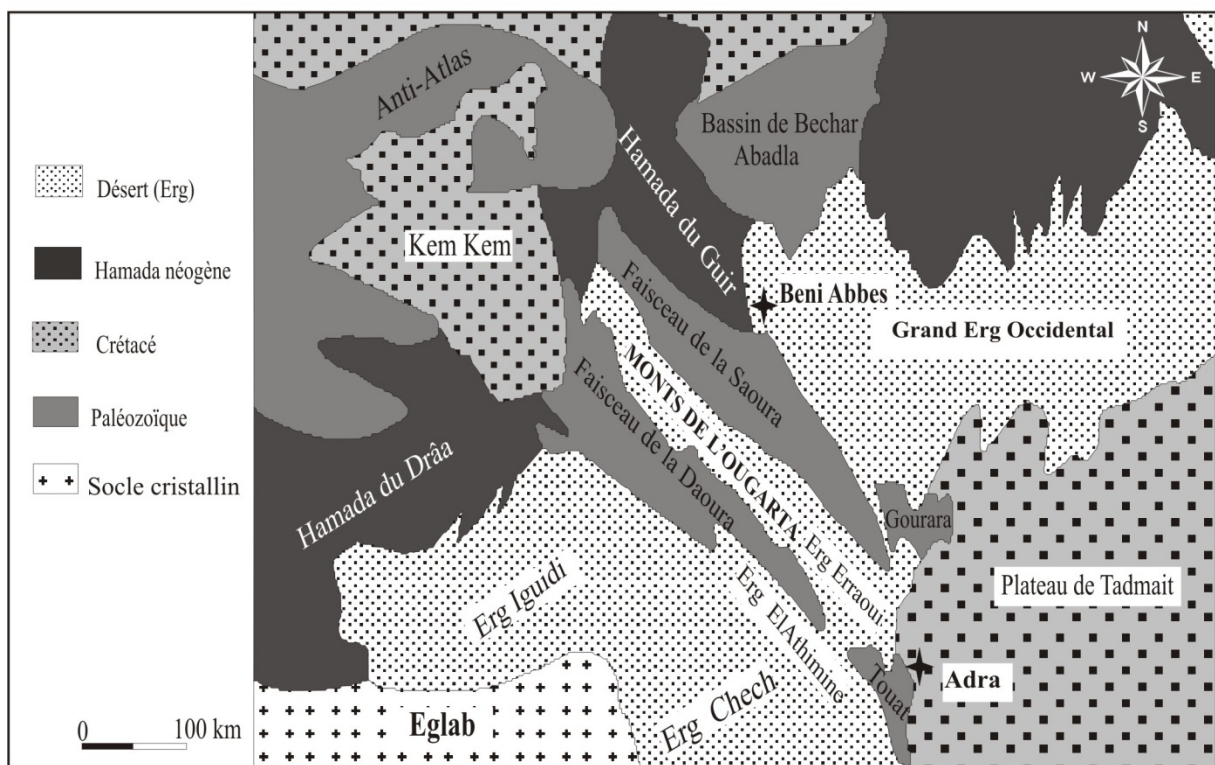 Désert (Erg)
Hamada néogène
Crétacé
Paléozoïque
Socle cristallin
0 100 km
N
W E
S
Anti-Atlas
Bassin de Bechar
Abadla
Hamada du Guir
Kem Kem
Faisceau de la Saoura
Beni Abbes
Grand Erg Occidental
MONTS DE L'OUGARTA
Faisceau de la Daoura
Hamada du Drâa
Gourara
Erg Erraoui
Plateau de Tadmait
Erg Iguidi
Erg ElAthimine
Touat
Adra
Erg Chech
Eglab